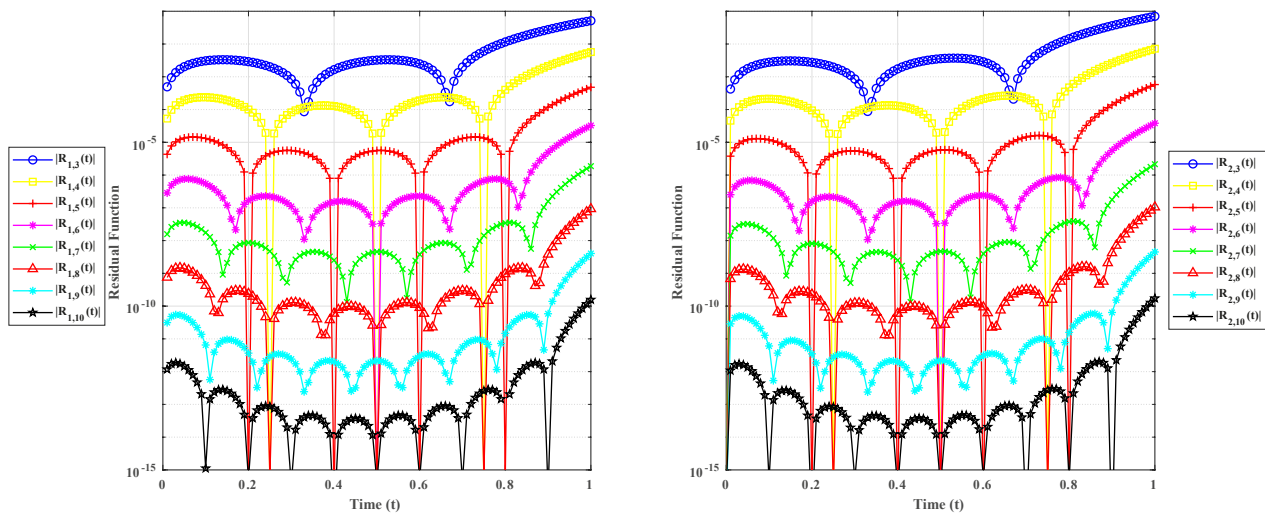 |R1,3(t)|
|R1,4(t)|
|R1,5(t)|
|R1,6(t)|
|R1,7(t)|
|R1,8(t)|
|R1,9(t)|
|R1,10(t)|
Residual Function
10-5
10-10
10-15
0 0.2 0.4 0.6 0.8 1
Time (t)
Residual Function
10-5
10-10
10-15
0 0.2 0.4 0.6 0.8 1
Time (t)
|R2,3(t)|
|R2,4(t)|
|R2,5(t)|
|R2,6(t)|
|R2,7(t)|
|R2,8(t)|
|R2,9(t)|
|R2,10(t)|